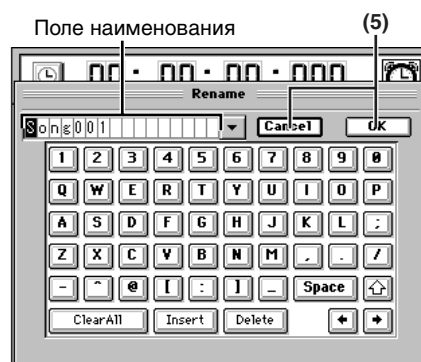 Поле наименования (5)
00 · 00 · 00 · 000
Rename
Song001 Cancel OK
1 2 3 4 5 6 7 8 9 0
Q W E R T Y U I O P
A S D F G H J K L ;
Z X C V B N M , . /
- ^ @ [ : ] _ Space
ClearAll Insert Delete